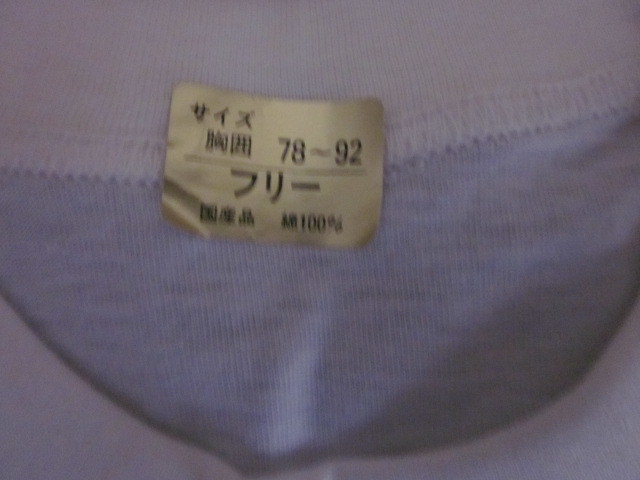 サイズ
胸囲 78～92
フリー
国産品 綿100%